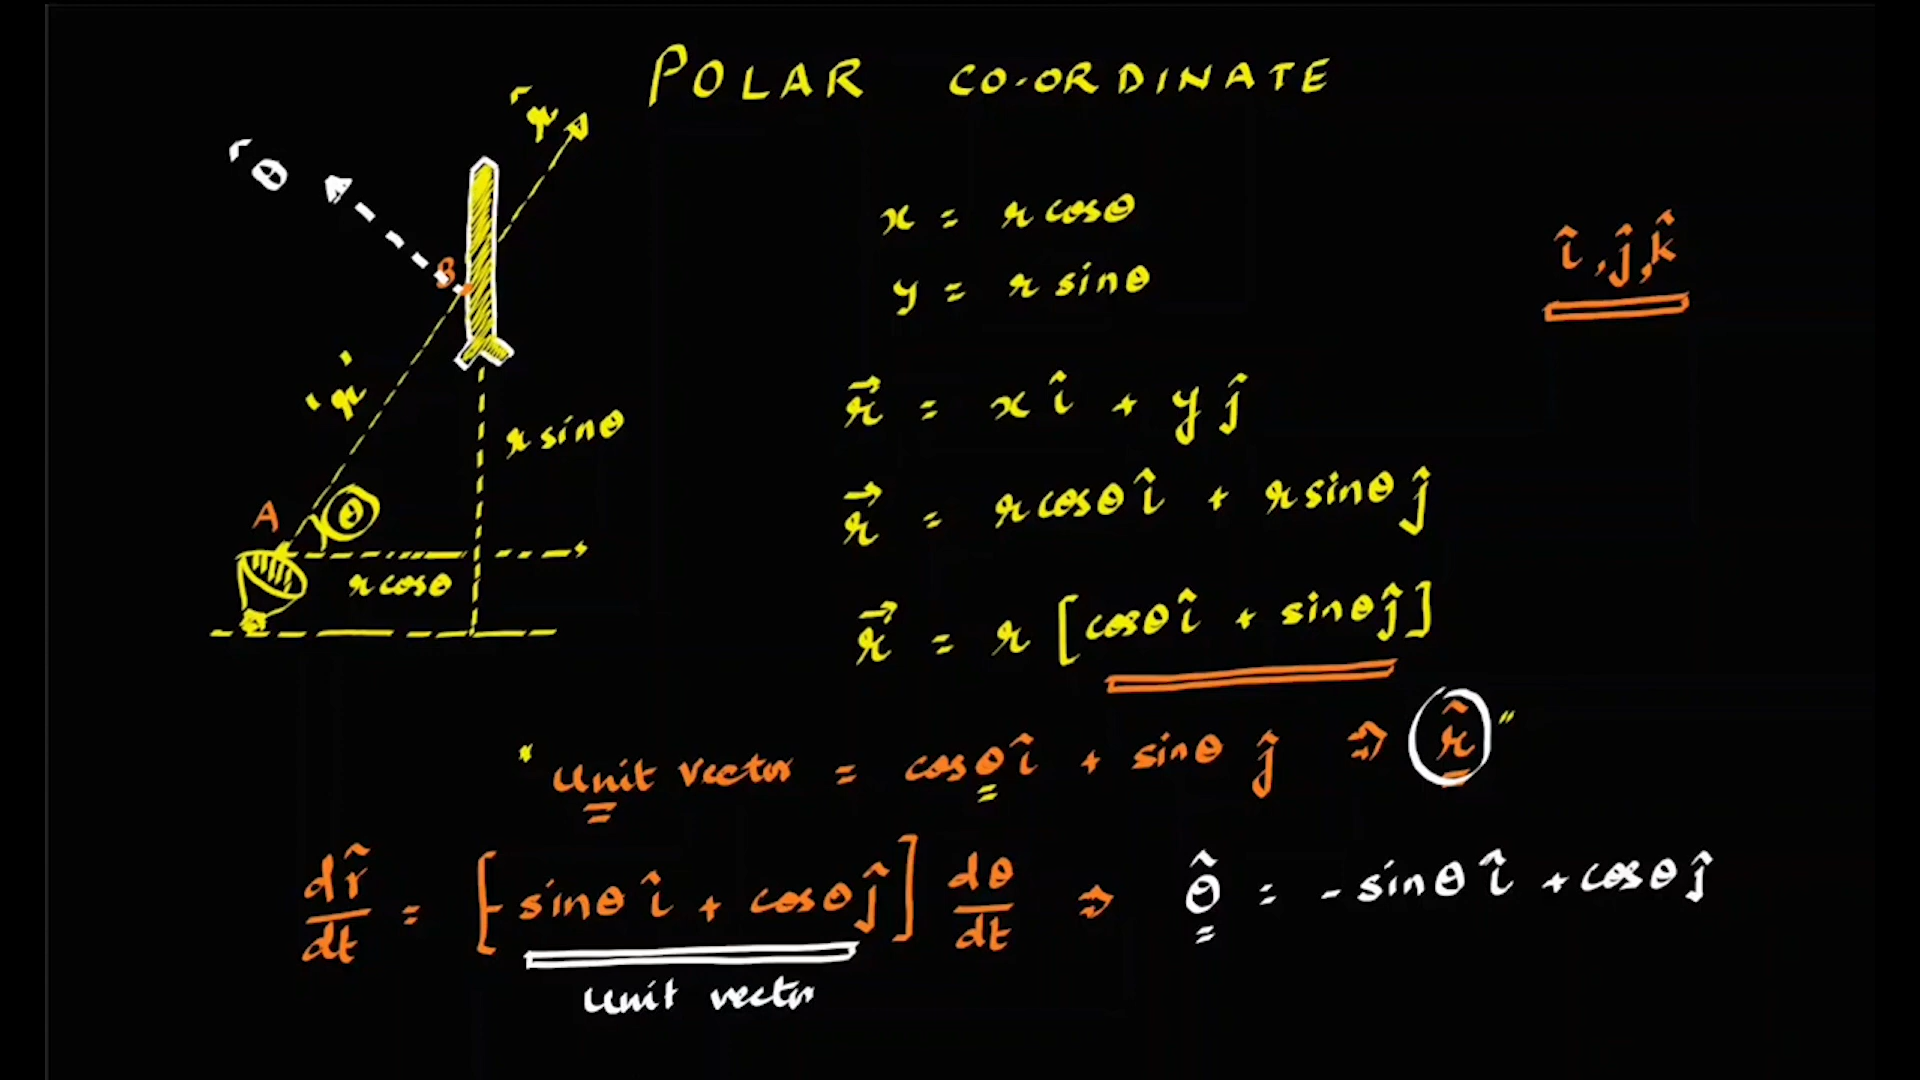 POLAR CO-ORDINATE
r
θ
B
'r'
A
θ
r cosθ
r sinθ
x = r cosθ
y = r sinθ
î, ĵ, k̂
r⃗ = x î + y ĵ
r⃗ = r cosθ î + r sinθ ĵ
r⃗ = r [cosθ î + sinθ ĵ]
"unit vector = cosθ î + sinθ ĵ ⇒ r̂"
dr̂/dt = [-sinθ î + cosθ ĵ] dθ/dt ⇒ θ̂ = -sinθ î + cosθ ĵ
unit vector